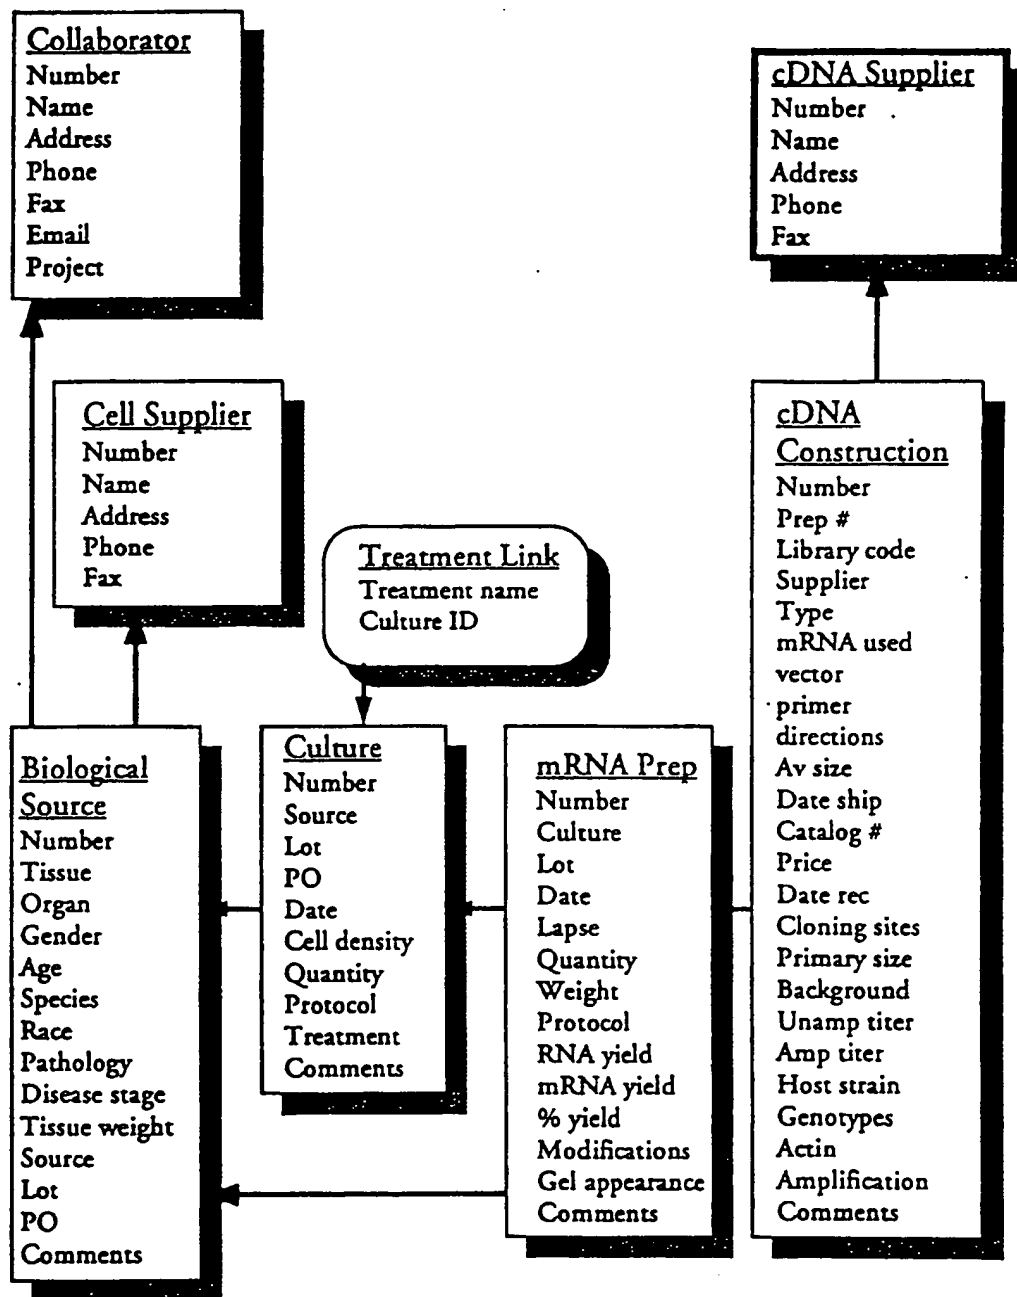 Collaborator
Number
Name
Address
Phone
Fax
Email
Project
cDNA Supplier
Number
Name
Address
Phone
Fax
Cell Supplier
Number
Name
Address
Phone
Fax
Treatment Link
Treatment name
Culture ID
Biological
Source
Number
Tissue
Organ
Gender
Age
Species
Race
Pathology
Disease stage
Tissue weight
Source
Lot
PO
Comments
Culture
Number
Source
Lot
PO
Date
Cell density
Quantity
Protocol
Treatment
Comments
mRNA Prep
Number
Culture
Lot
Date
Lapse
Quantity
Weight
Protocol
RNA yield
mRNA yield
% yield
Modifications
Gel appearance
Comments
cDNA
Construction
Number
Prep #
Library code
Supplier
Type
mRNA used
vector
primer
directions
Av size
Date ship
Catalog #
Price
Date rec
Cloning sites
Primary size
Background
Unamp titer
Amp titer
Host strain
Genotypes
Actin
Amplification
Comments